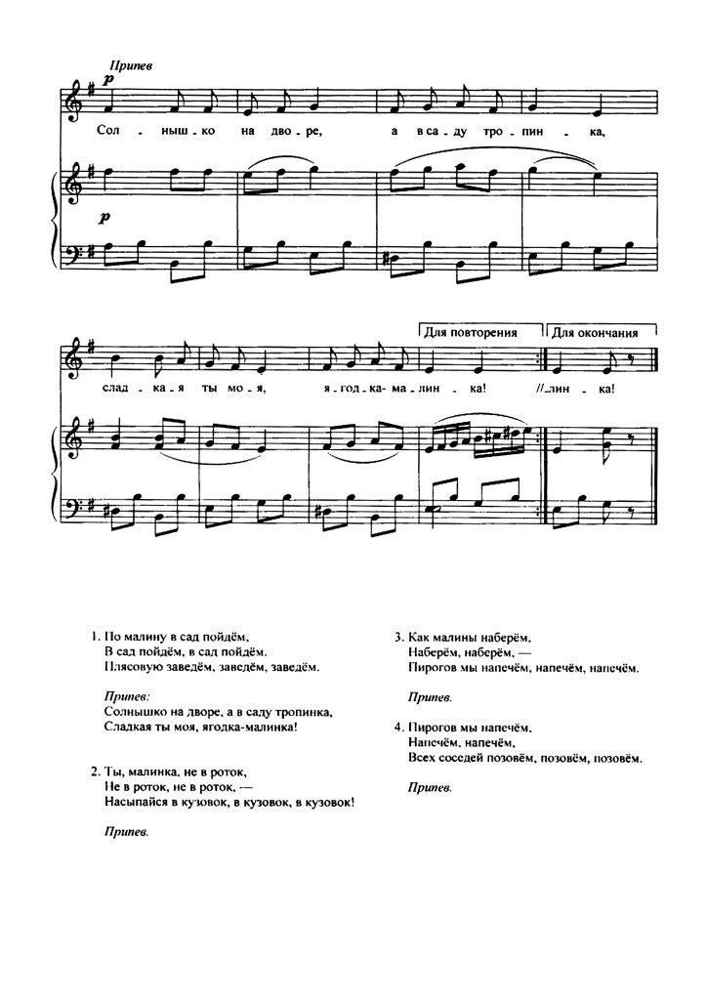 Припев
p
Сол - ныш - ко на дво - ре, а в са - ду тро - пин - ка,
p
Для повторения Для окончания
слад - ка - я ты мо - я, я - год - ка - ма - лин - ка! //-лин - ка!
1. По малину в сад пойдём,
В сад пойдём, в сад пойдём.
Плясовую заведём, заведём, заведём.
Припев:
Солнышко на дворе, а в саду тропинка,
Сладкая ты моя, ягодка-малинка!
2. Ты, малинка, не в роток,
Не в роток, не в роток, —
Насыпайся в кузовок, в кузовок, в кузовок!
Припев.
3. Как малины наберём,
Наберём, наберём, —
Пирогов мы напечём, напечём, напечём.
Припев.
4. Пирогов мы напечём,
Напечём, напечём,
Всех соседей позовём, позовём, позовём.
Припев.